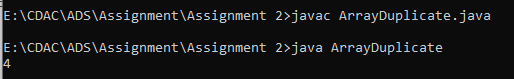 E:\CDAC\ADS\Assignment\Assignment 2>javac ArrayDuplicate.java
E:\CDAC\ADS\Assignment\Assignment 2>java ArrayDuplicate
4